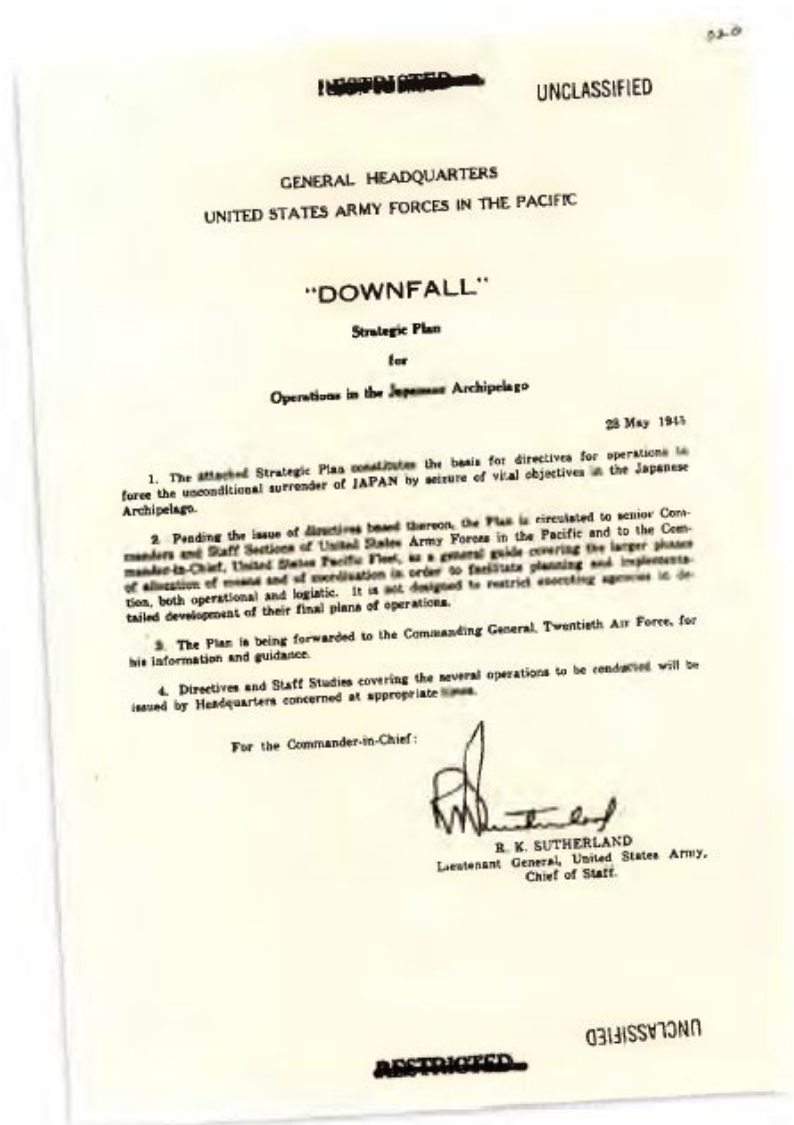 020
RESTRICTED
UNCLASSIFIED
GENERAL HEADQUARTERS
UNITED STATES ARMY FORCES IN THE PACIFIC
"DOWNFALL"
Strategic Plan
for
Operations in the Japanese Archipelago
28 May 1945
1. The attached Strategic Plan constitutes the basis for directives for operations to
force the unconditional surrender of JAPAN by seizure of vital objectives in the Japanese
Archipelago.
2. Pending the issue of directives based thereon, the Plan is circulated to senior Com-
manders and Staff Sections of United States Army Forces in the Pacific and to the Com-
mander-in-Chief, United States Pacific Fleet, as a general guide covering the larger phases
of allocation of means and of coordination in order to facilitate planning and implementa-
tion, both operational and logistic. It is not designed to restrict executing agencies in de-
tailed development of their final plans of operations.
3. The Plan is being forwarded to the Commanding General, Twentieth Air Force, for
his information and guidance.
4. Directives and Staff Studies covering the several operations to be conducted will be
issued by Headquarters concerned at appropriate times.
For the Commander-in-Chief:
RK Sutherland
R. K. SUTHERLAND
Lieutenant General, United States Army,
Chief of Staff.
UNCLASSIFIED
RESTRICTED